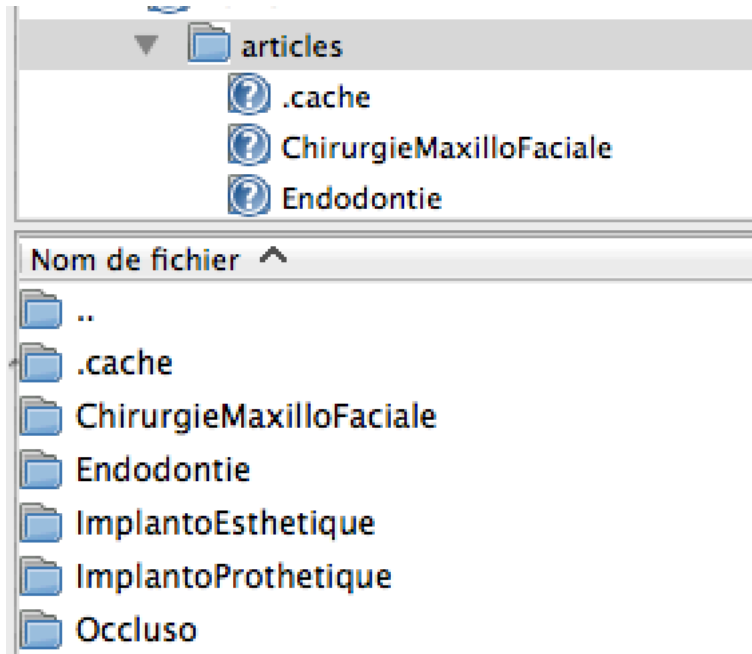 articles
.cache
ChirurgieMaxilloFaciale
Endodontie
Nom de fichier
..
.cache
ChirurgieMaxilloFaciale
Endodontie
ImplantoEsthetique
ImplantoProthetique
Occluso